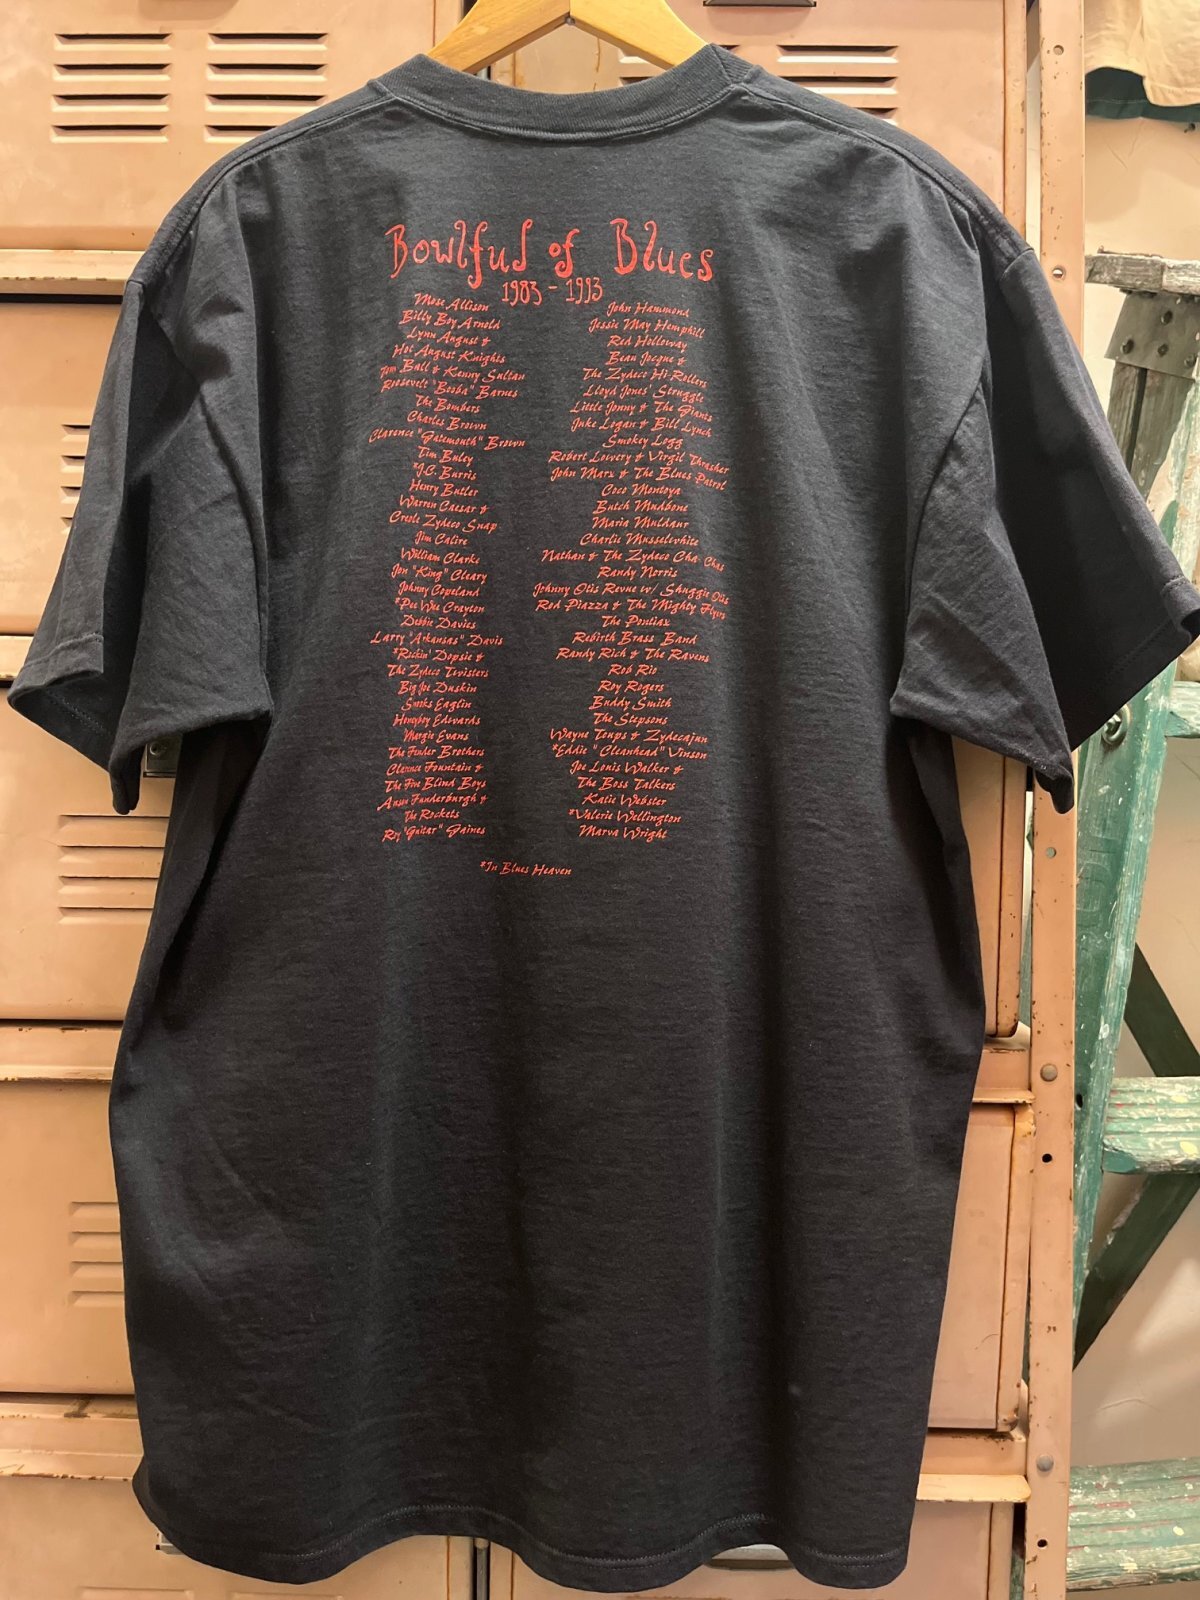 Bowlful of Blues
1983 - 1993
Mose Allison
Billy Boy Arnold
Lynn August &
Hot August Knights
Tom Ball & Kenny Sultan
Roosevelt "Booba" Barnes
The Bombers
Charles Brown
Clarence "Gatemouth" Brown
Tim Buley
*J.C. Burris
Henry Butler
Warren Caesar &
Creole Zydeco Snap
Jim Calire
William Clarke
Jon "King" Cleary
Johnny Copeland
*Pee Wee Crayton
Debbie Davies
Larry "Arkansas" Davis
*Rickin' Dopsie &
The Zydeco Twisters
Big Joe Duskin
Snooks Eaglin
Honeyboy Edwards
Margie Evans
The Fender Brothers
Clarence Fountain &
The Five Blind Boys
Anson Funderburgh &
The Rockets
Roy "Guitar" Gaines
John Hammond
Jessie May Hemphill
Red Holloway
Beau Jocque &
The Zydeco Hi-Rollers
Lloyd Jones' Struggle
Little Jonny & The Giants
Juke Logan & Bill Lynch
Smokey Logg
Robert Lowery & Virgil Thrasher
John Marx & The Blues Patrol
Coco Montoya
Butch Mudbone
Maria Muldaur
Charlie Musselwhite
Nathan & The Zydeco Cha-Chas
Randy Norris
Johnny Otis Revue w/ Shuggie Otis
Rod Piazza & The Mighty Flyers
The Pontiax
Rebirth Brass Band
Randy Rich & The Ravens
Rob Rio
Roy Rogers
Buddy Smith
The Stepsons
Wayne Toups & Zydecajun
*Eddie "Cleanhead" Vinson
Joe Louis Walker &
The Boss Talkers
Katie Webster
*Valerie Wellington
Marva Wright
*In Blues Heaven